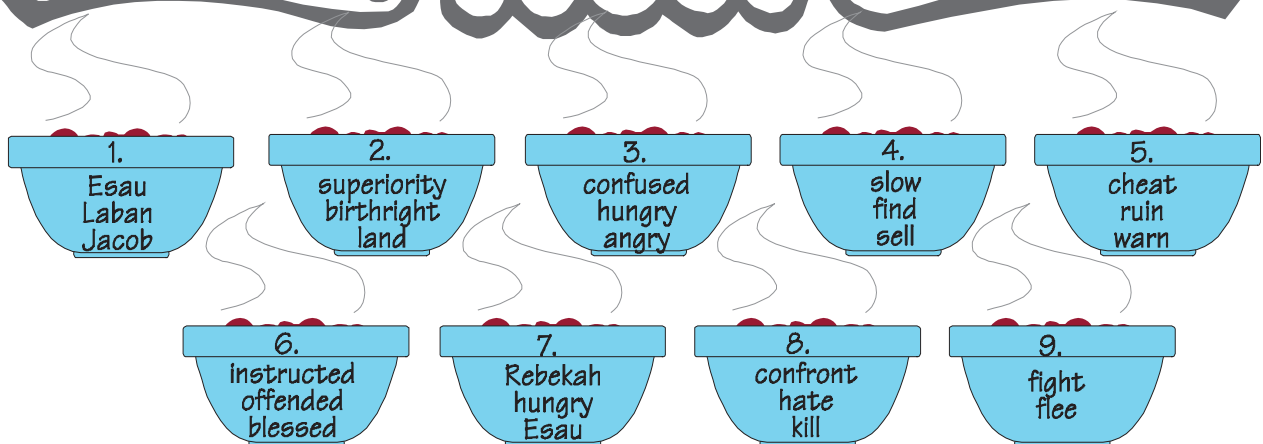 1.
Esau
Laban
Jacob
2.
superiority
birthright
land
3.
confused
hungry
angry
4.
slow
find
sell
5.
cheat
ruin
warn
6.
instructed
offended
blessed
7.
Rebekah
hungry
Esau
8.
confront
hate
kill
9.
fight
flee